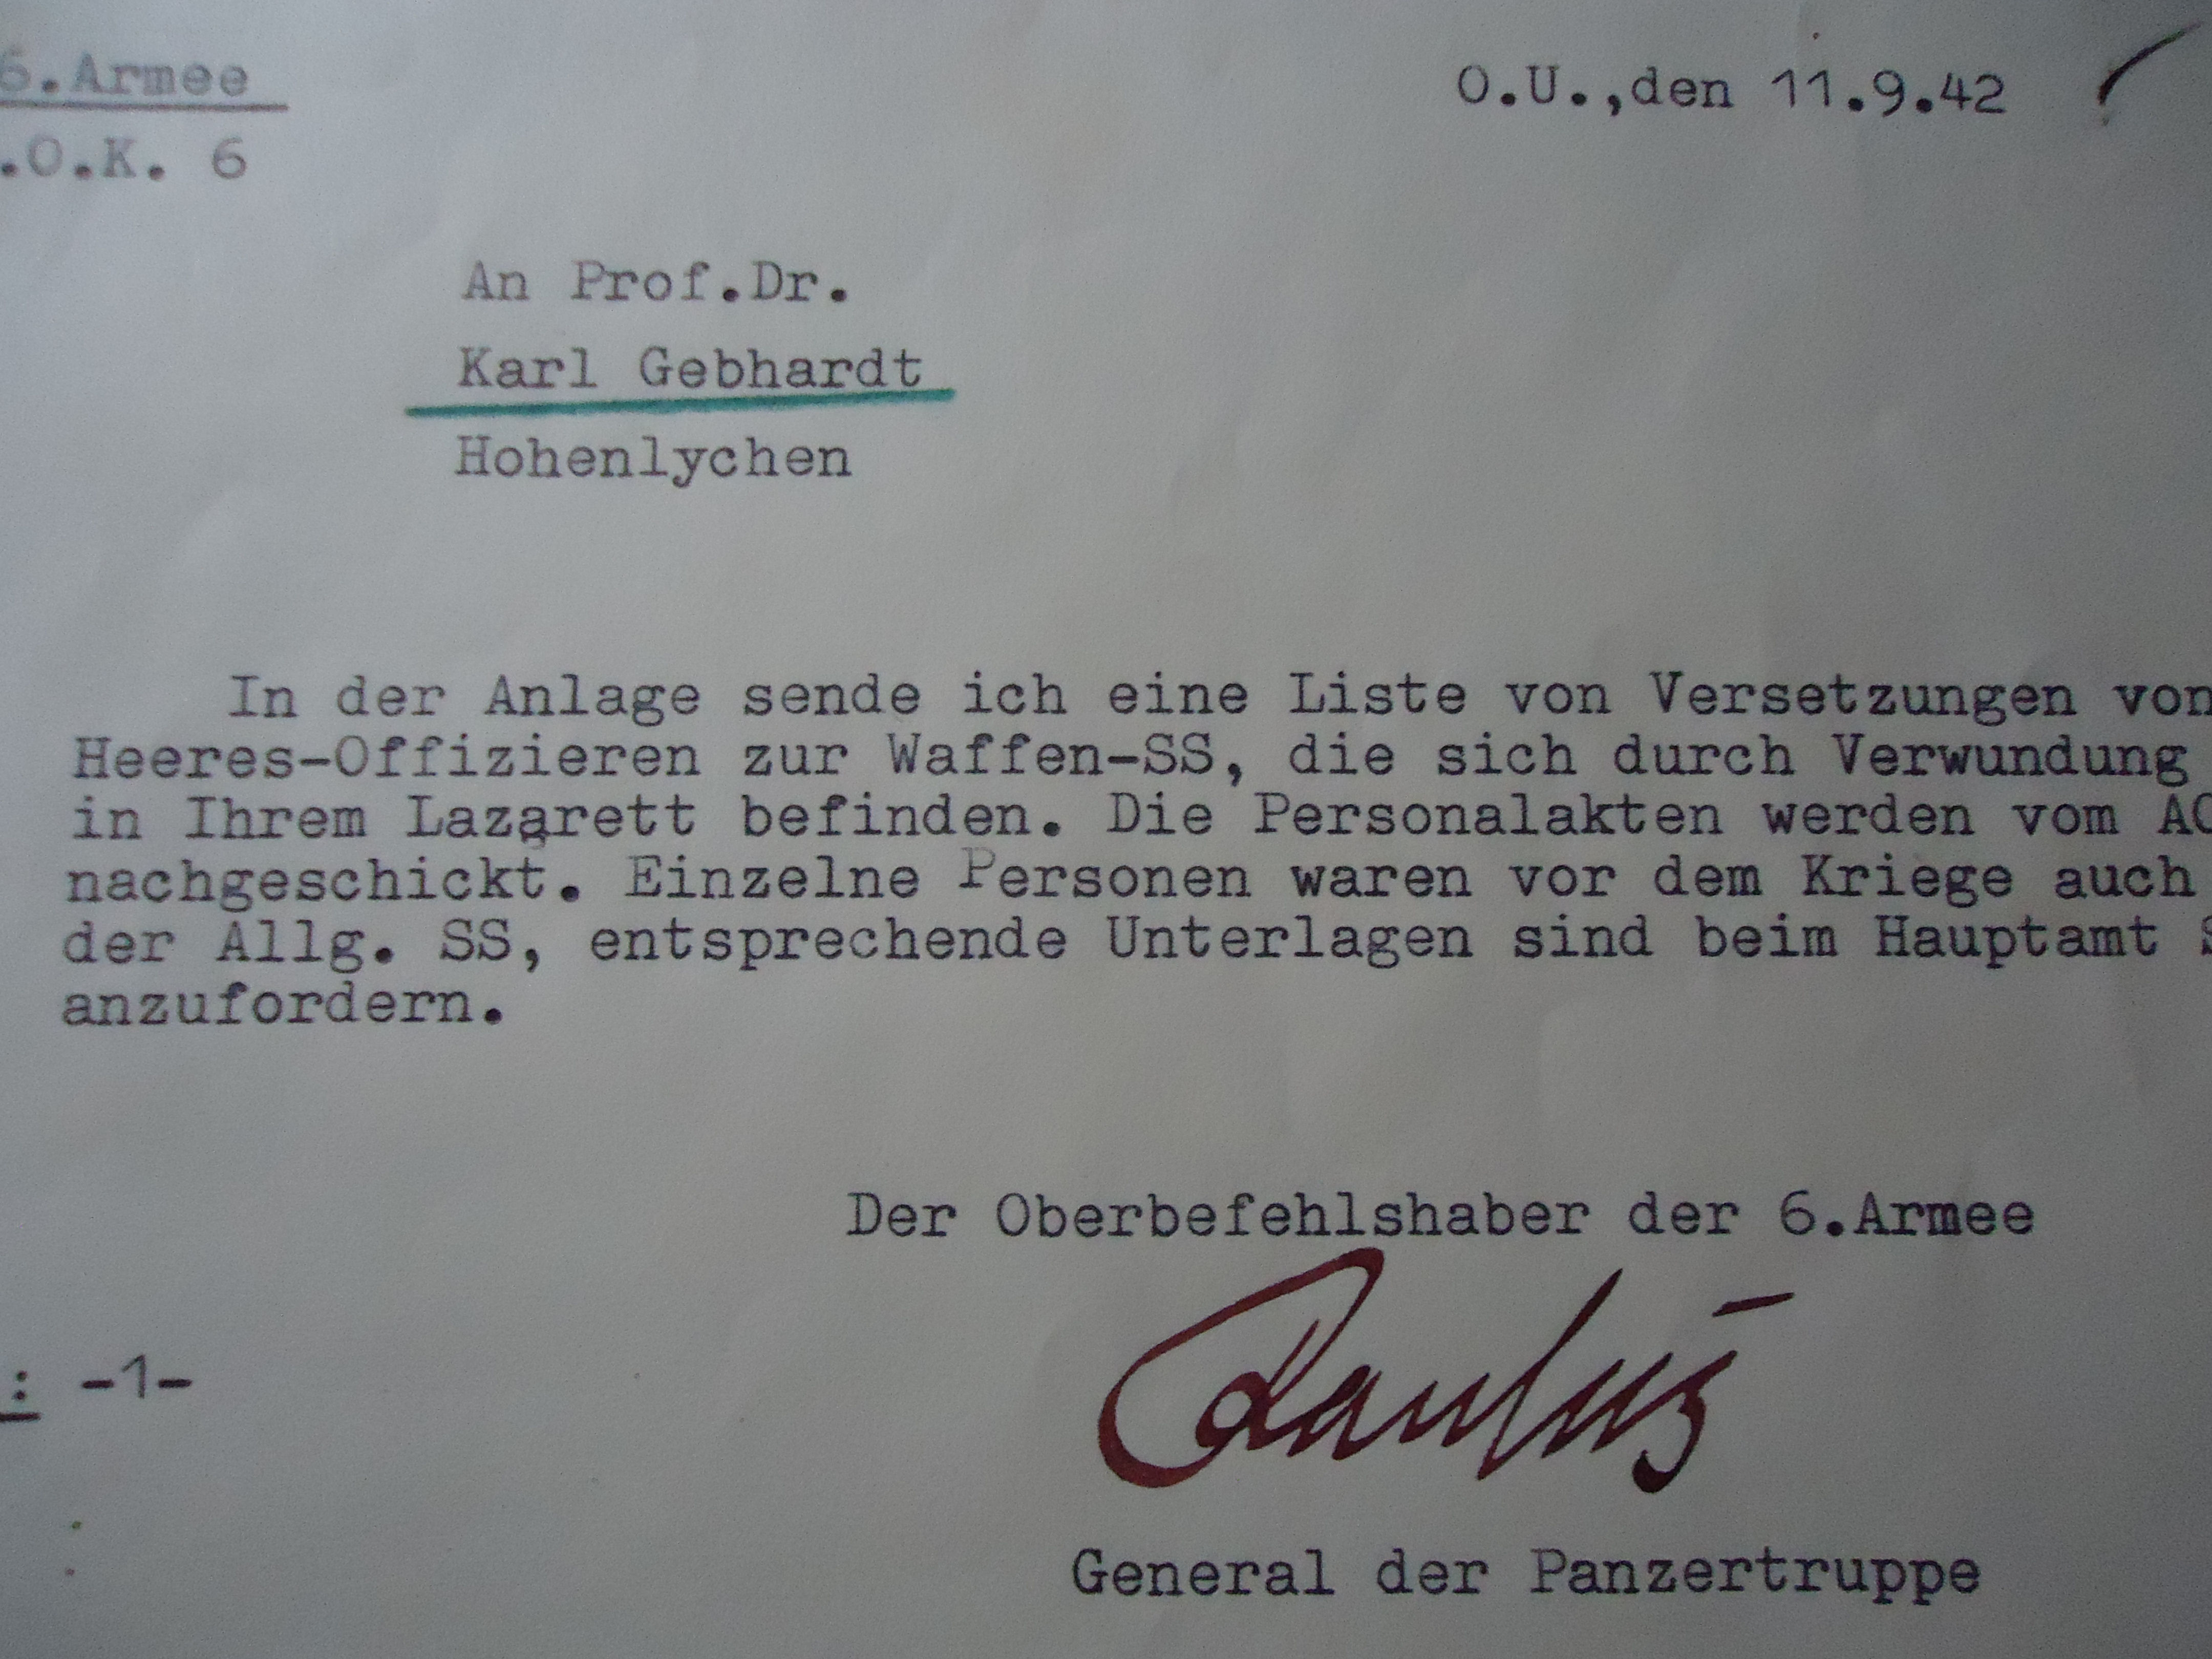 6.Armee
O.U.,den 11.9.42
.O.K. 6
An Prof.Dr.
Karl Gebhardt
Hohenlychen
In der Anlage sende ich eine Liste von Versetzungen von
Heeres-Offizieren zur Waffen-SS, die sich durch Verwundung
in Ihrem Lazarett befinden. Die Personalakten werden vom
nachgeschickt. Einzelne Personen waren vor dem Kriege auch
der Allg. SS, entsprechende Unterlagen sind beim Hauptamt
anzufordern.
Der Oberbefehlshaber der 6.Armee
Paulus
: -1-
General der Panzertruppe